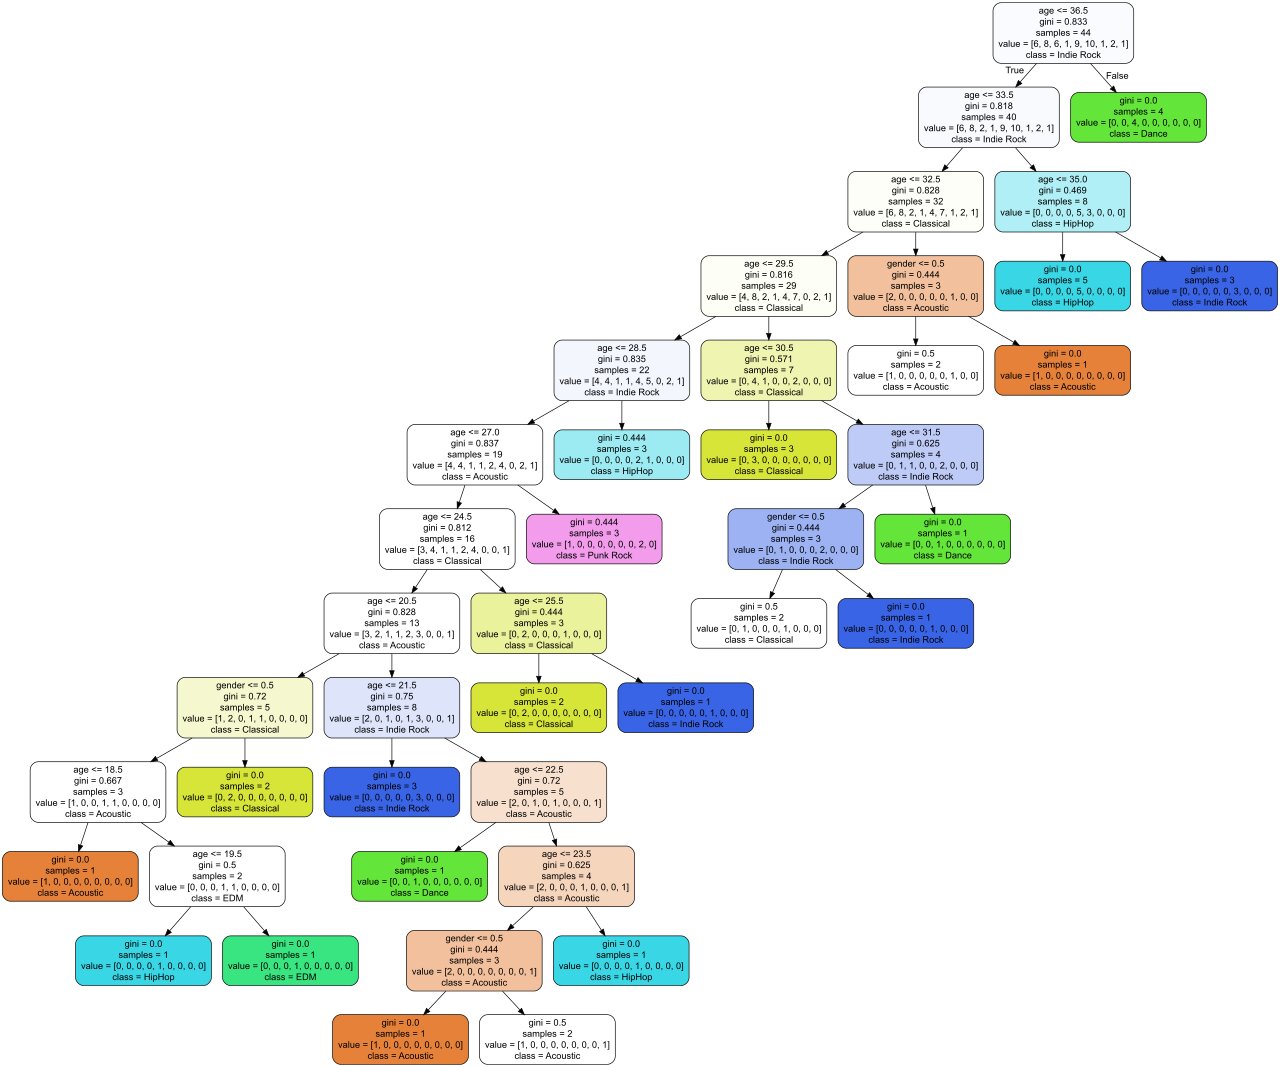 age <= 36.5
gini = 0.833
samples = 44
value = [6, 8, 6, 1, 9, 10, 1, 2, 1]
class = Indie Rock
True
False
age <= 33.5
gini = 0.818
samples = 40
value = [6, 8, 2, 1, 9, 10, 1, 2, 1]
class = Indie Rock
gini = 0.0
samples = 4
value = [0, 0, 4, 0, 0, 0, 0, 0, 0]
class = Dance
age <= 32.5
gini = 0.828
samples = 32
value = [6, 8, 2, 1, 4, 7, 1, 2, 1]
class = Classical
age <= 35.0
gini = 0.469
samples = 8
value = [0, 0, 0, 0, 5, 3, 0, 0, 0]
class = HipHop
age <= 29.5
gini = 0.816
samples = 29
value = [4, 8, 2, 1, 4, 7, 0, 2, 1]
class = Classical
gender <= 0.5
gini = 0.444
samples = 3
value = [2, 0, 0, 0, 0, 0, 1, 0, 0]
class = Acoustic
gini = 0.0
samples = 5
value = [0, 0, 0, 0, 5, 0, 0, 0, 0]
class = HipHop
gini = 0.0
samples = 3
value = [0, 0, 0, 0, 0, 3, 0, 0, 0]
class = Indie Rock
age <= 28.5
gini = 0.835
samples = 22
value = [4, 4, 1, 1, 4, 5, 0, 2, 1]
class = Indie Rock
age <= 30.5
gini = 0.571
samples = 7
value = [0, 4, 1, 0, 0, 2, 0, 0, 0]
class = Classical
gini = 0.5
samples = 2
value = [1, 0, 0, 0, 0, 0, 1, 0, 0]
class = Acoustic
gini = 0.0
samples = 1
value = [1, 0, 0, 0, 0, 0, 0, 0, 0]
class = Acoustic
age <= 27.0
gini = 0.837
samples = 19
value = [4, 4, 1, 1, 2, 4, 0, 2, 1]
class = Acoustic
gini = 0.444
samples = 3
value = [0, 0, 0, 0, 2, 1, 0, 0, 0]
class = HipHop
gini = 0.0
samples = 3
value = [0, 3, 0, 0, 0, 0, 0, 0, 0]
class = Classical
age <= 31.5
gini = 0.625
samples = 4
value = [0, 1, 1, 0, 0, 2, 0, 0, 0]
class = Indie Rock
age <= 24.5
gini = 0.812
samples = 16
value = [3, 4, 1, 1, 2, 4, 0, 0, 1]
class = Classical
gini = 0.444
samples = 3
value = [1, 0, 0, 0, 0, 0, 0, 2, 0]
class = Punk Rock
gender <= 0.5
gini = 0.444
samples = 3
value = [0, 1, 0, 0, 0, 2, 0, 0, 0]
class = Indie Rock
gini = 0.0
samples = 1
value = [0, 0, 1, 0, 0, 0, 0, 0, 0]
class = Dance
age <= 20.5
gini = 0.828
samples = 13
value = [3, 2, 1, 1, 2, 3, 0, 0, 1]
class = Acoustic
age <= 25.5
gini = 0.444
samples = 3
value = [0, 2, 0, 0, 0, 1, 0, 0, 0]
class = Classical
gini = 0.5
samples = 2
value = [0, 1, 0, 0, 0, 1, 0, 0, 0]
class = Classical
gini = 0.0
samples = 1
value = [0, 0, 0, 0, 0, 1, 0, 0, 0]
class = Indie Rock
gender <= 0.5
gini = 0.72
samples = 5
value = [1, 2, 0, 1, 1, 0, 0, 0, 0]
class = Classical
age <= 21.5
gini = 0.75
samples = 8
value = [2, 0, 1, 0, 1, 3, 0, 0, 1]
class = Indie Rock
gini = 0.0
samples = 2
value = [0, 2, 0, 0, 0, 0, 0, 0, 0]
class = Classical
gini = 0.0
samples = 1
value = [0, 0, 0, 0, 0, 1, 0, 0, 0]
class = Indie Rock
age <= 18.5
gini = 0.667
samples = 3
value = [1, 0, 0, 1, 1, 0, 0, 0, 0]
class = Acoustic
gini = 0.0
samples = 2
value = [0, 2, 0, 0, 0, 0, 0, 0, 0]
class = Classical
gini = 0.0
samples = 3
value = [0, 0, 0, 0, 0, 3, 0, 0, 0]
class = Indie Rock
age <= 22.5
gini = 0.72
samples = 5
value = [2, 0, 1, 0, 1, 0, 0, 0, 1]
class = Acoustic
gini = 0.0
samples = 1
value = [1, 0, 0, 0, 0, 0, 0, 0, 0]
class = Acoustic
age <= 19.5
gini = 0.5
samples = 2
value = [0, 0, 0, 1, 1, 0, 0, 0, 0]
class = EDM
gini = 0.0
samples = 1
value = [0, 0, 1, 0, 0, 0, 0, 0, 0]
class = Dance
age <= 23.5
gini = 0.625
samples = 4
value = [2, 0, 0, 0, 1, 0, 0, 0, 1]
class = Acoustic
gini = 0.0
samples = 1
value = [0, 0, 0, 0, 1, 0, 0, 0, 0]
class = HipHop
gini = 0.0
samples = 1
value = [0, 0, 0, 1, 0, 0, 0, 0, 0]
class = EDM
gender <= 0.5
gini = 0.444
samples = 3
value = [2, 0, 0, 0, 0, 0, 0, 0, 1]
class = Acoustic
gini = 0.0
samples = 1
value = [0, 0, 0, 0, 1, 0, 0, 0, 0]
class = HipHop
gini = 0.0
samples = 1
value = [1, 0, 0, 0, 0, 0, 0, 0, 0]
class = Acoustic
gini = 0.5
samples = 2
value = [1, 0, 0, 0, 0, 0, 0, 0, 1]
class = Acoustic